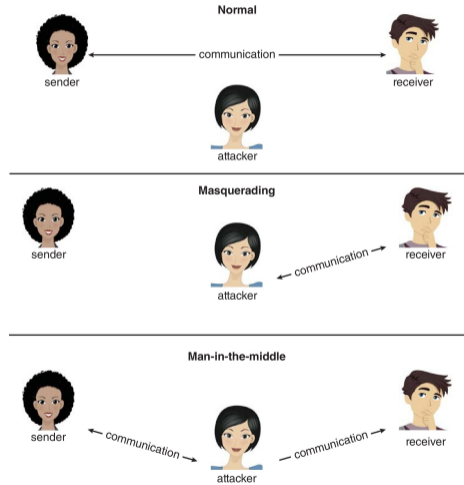 Normal
communication
sender
receiver
attacker
Masquerading
sender
communication
receiver
attacker
Man-in-the-middle
sender
communication
communication
receiver
attacker